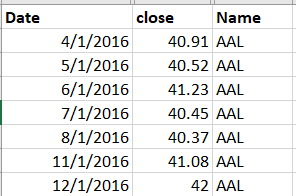 Date close Name
4/1/2016 40.91 AAL
5/1/2016 40.52 AAL
6/1/2016 41.23 AAL
7/1/2016 40.45 AAL
8/1/2016 40.37 AAL
11/1/2016 41.08 AAL
12/1/2016 42 AAL